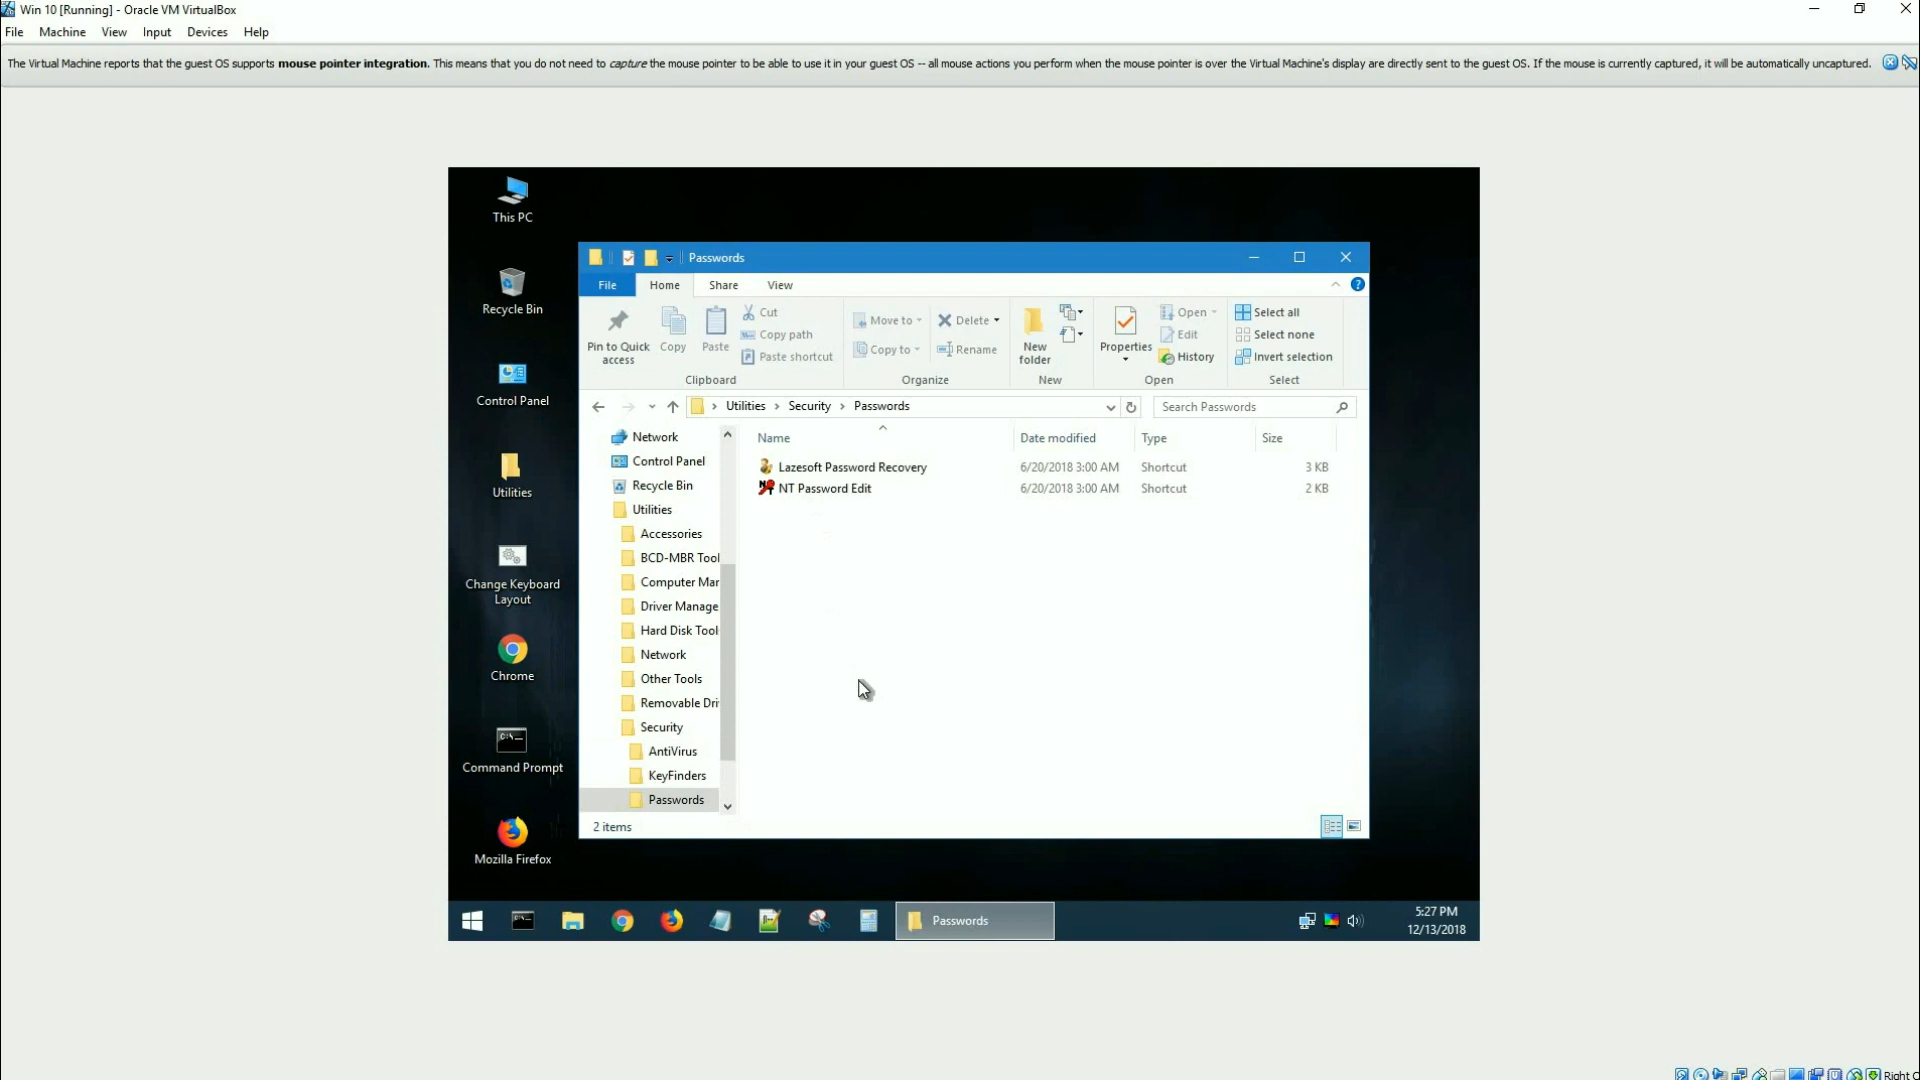 Win 10 [Running] - Oracle VM VirtualBox
File Machine View Input Devices Help
The Virtual Machine reports that the guest OS supports mouse pointer integration. This means that you do not need to capture the mouse pointer to be able to use it in your guest OS -- all mouse actions you perform when the mouse pointer is over the Virtual Machine's display are directly sent to the guest OS. If the mouse is currently captured, it will be automatically uncaptured.
This PC
Recycle Bin
Control Panel
Utilities
Change Keyboard
Layout
Chrome
Command Prompt
Mozilla Firefox
Passwords
File Home Share View
Pin to Quick
access
Copy
Paste
Cut
Copy path
Paste shortcut
Clipboard
Move to
Copy to
Delete
Rename
Organize
New
folder
New
Properties
Open
Edit
History
Open
Select all
Select none
Invert selection
Select
Utilities › Security › Passwords
Search Passwords
Network
Control Panel
Recycle Bin
Utilities
Accessories
BCD-MBR Tool
Computer Mar
Driver Manage
Hard Disk Tool
Network
Other Tools
Removable Dri
Security
AntiVirus
KeyFinders
Passwords
Name Date modified Type Size
Lazesoft Password Recovery 6/20/2018 3:00 AM Shortcut 3 KB
NT Password Edit 6/20/2018 3:00 AM Shortcut 2 KB
2 items
Passwords
5:27 PM
12/13/2018
Right C